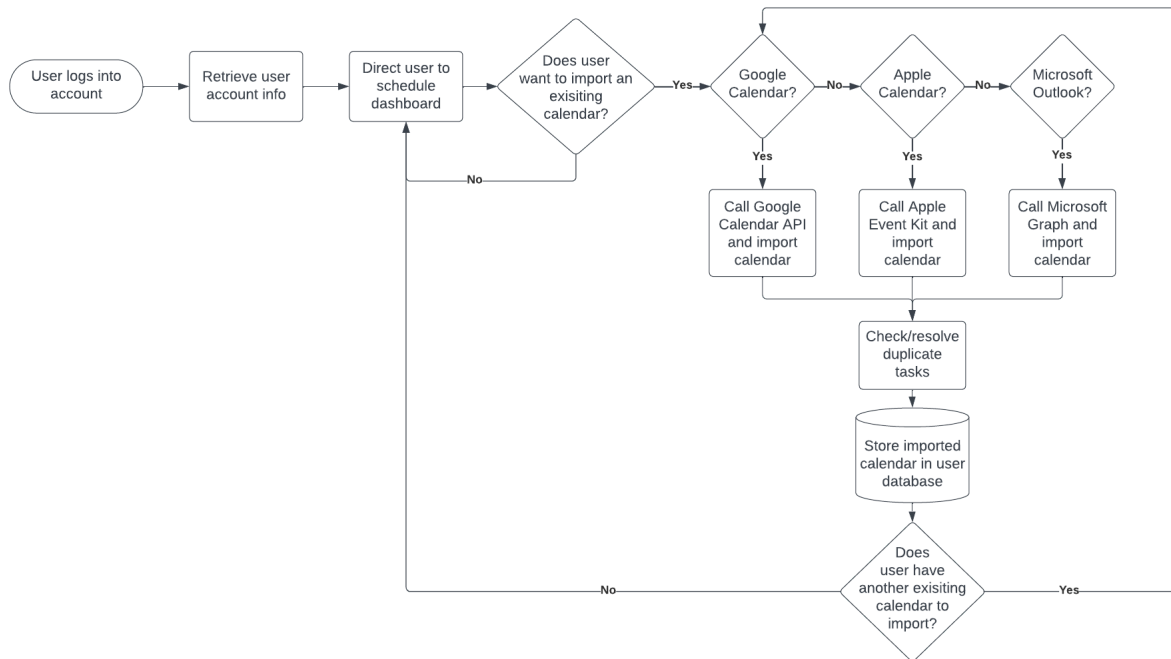 User logs into
account
Retrieve user
account info
Direct user to
schedule
dashboard
Does user
want to import an
exisiting
calendar?
Yes
No
Google
Calendar?
No
Apple
Calendar?
No
Microsoft
Outlook?
Yes
Yes
Yes
Call Google
Calendar API
and import
calendar
Call Apple
Event Kit and
import
calendar
Call Microsoft
Graph and
import
calendar
Check/resolve
duplicate
tasks
Store imported
calendar in user
database
Does
user have
another exisiting
calendar to
import?
No
Yes